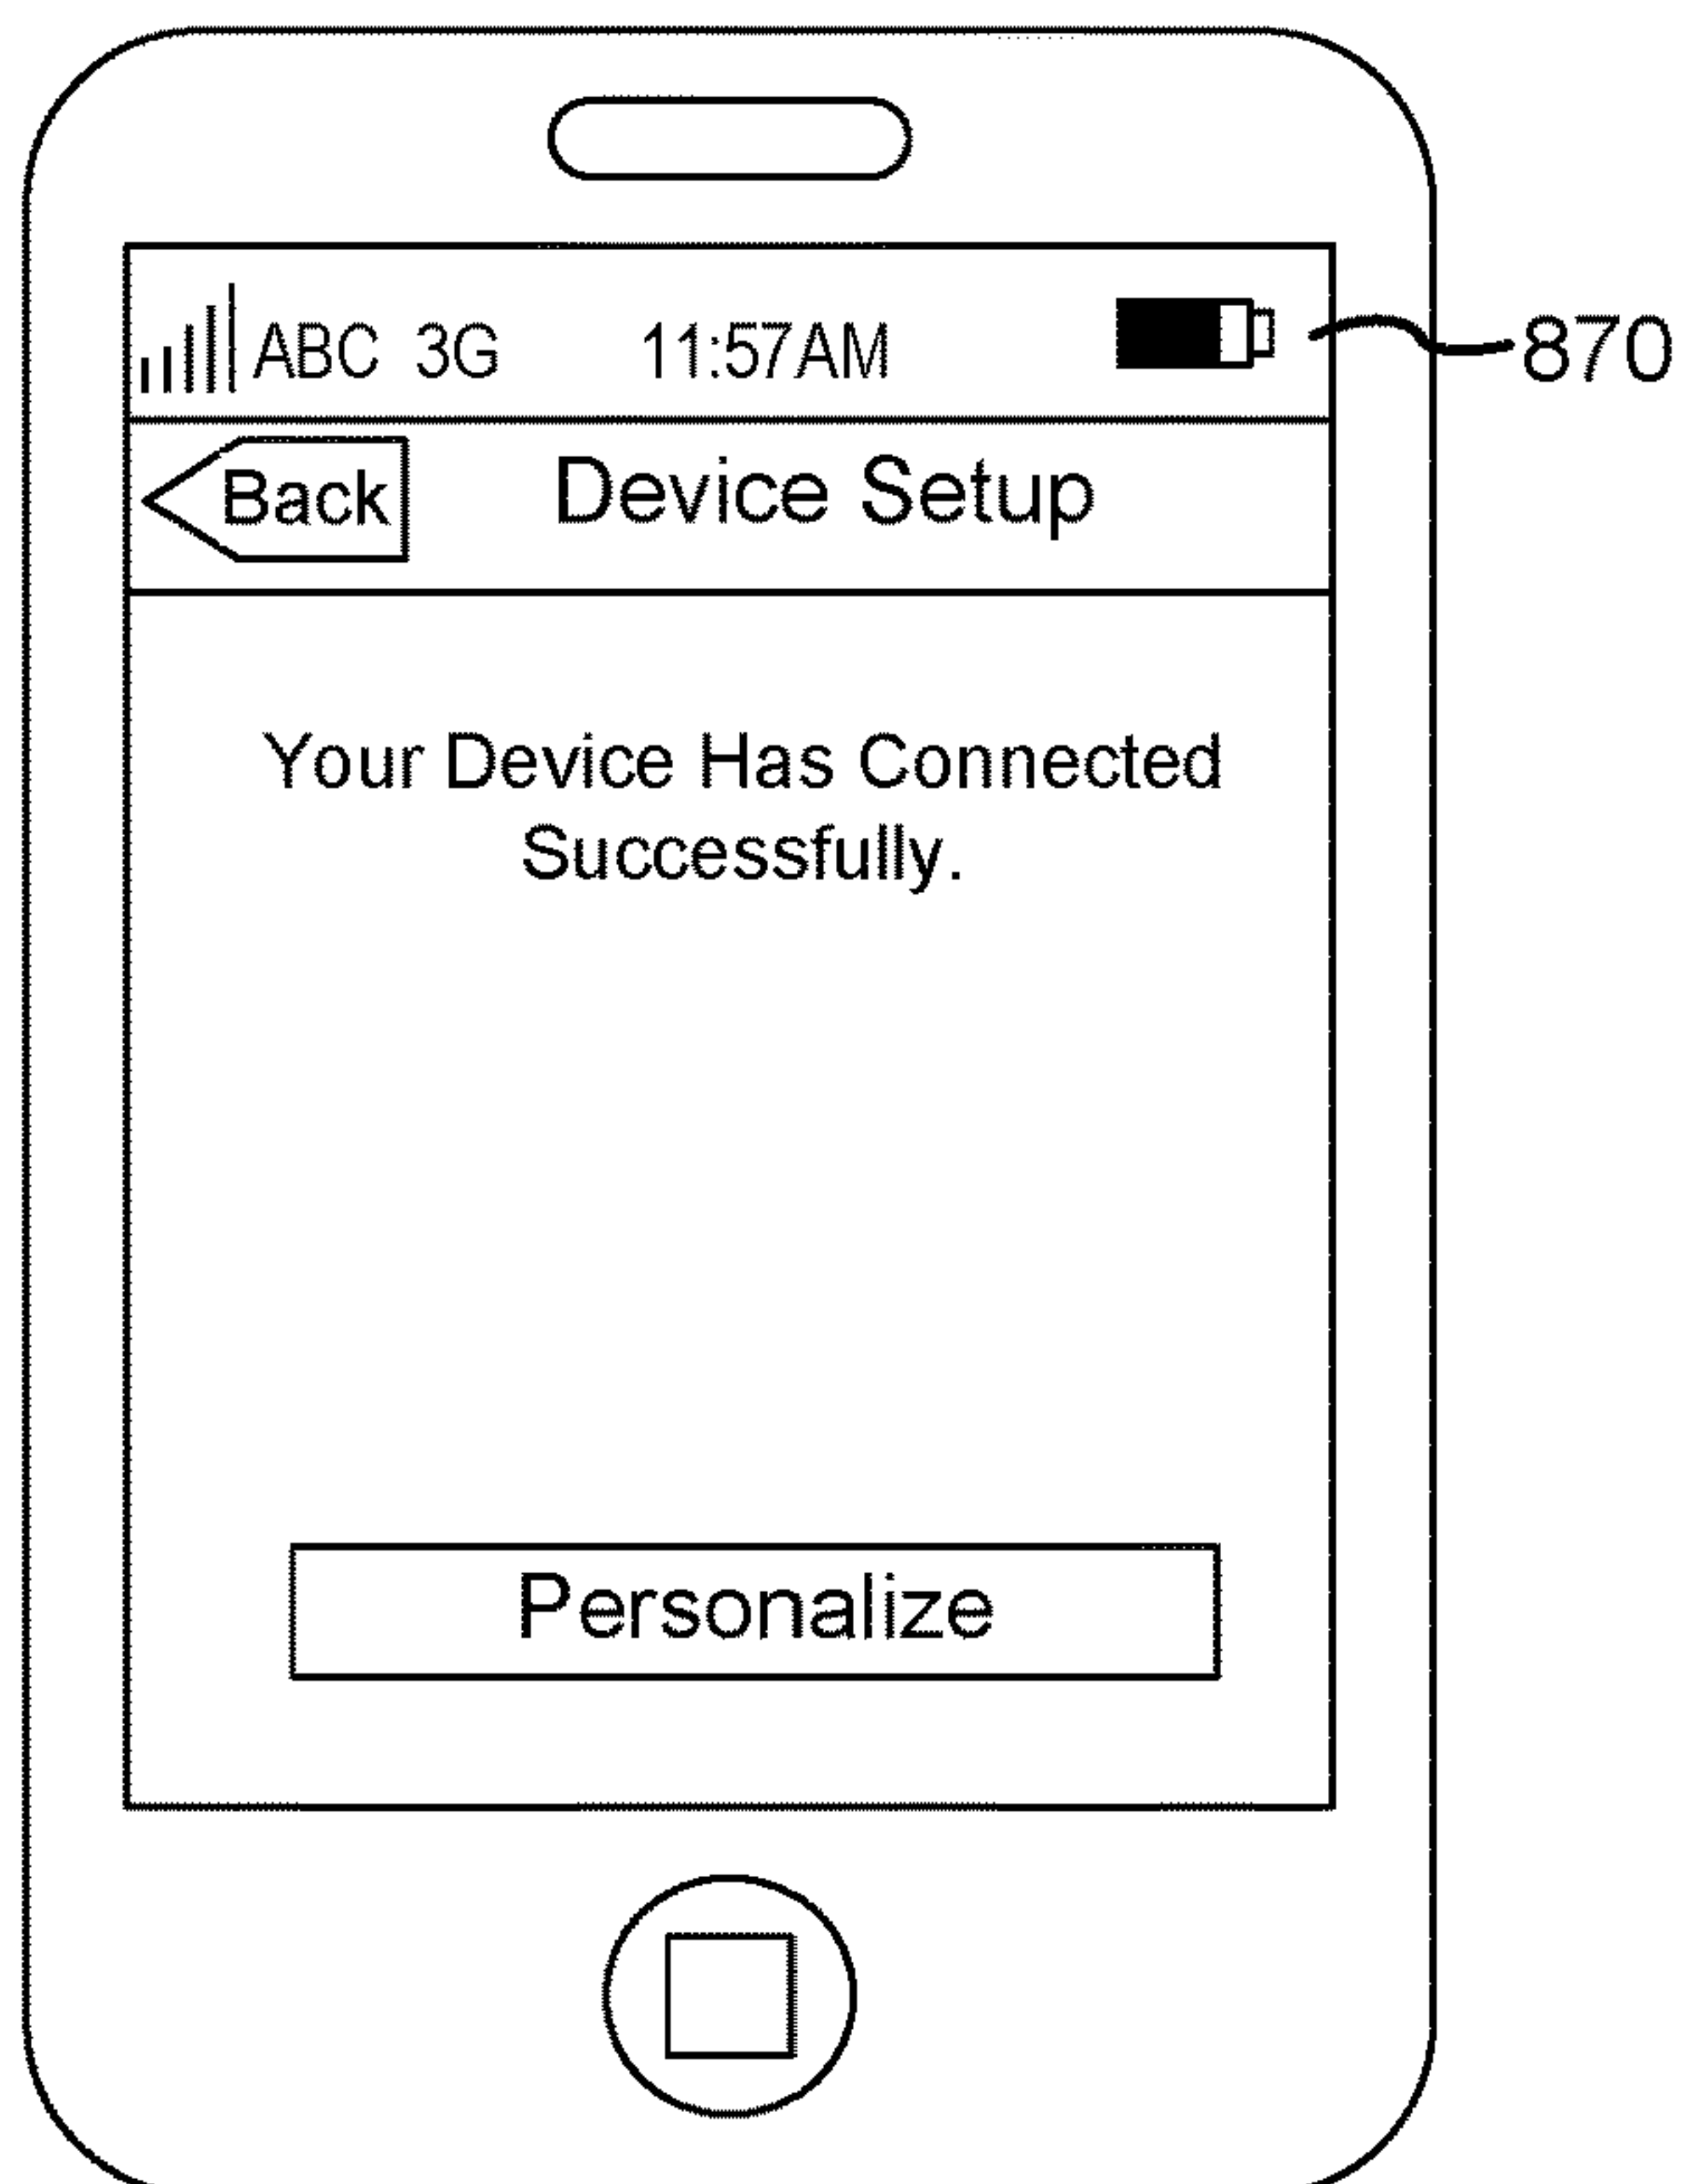 ABC 3G 11:57AM
870
Back Device Setup
Your Device Has Connected
Successfully.
Personalize